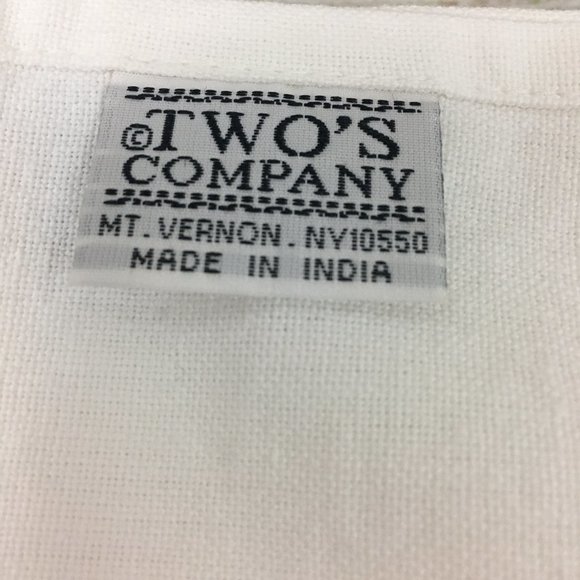 ©TWO'S
COMPANY
MT. VERNON. NY10550
MADE IN INDIA